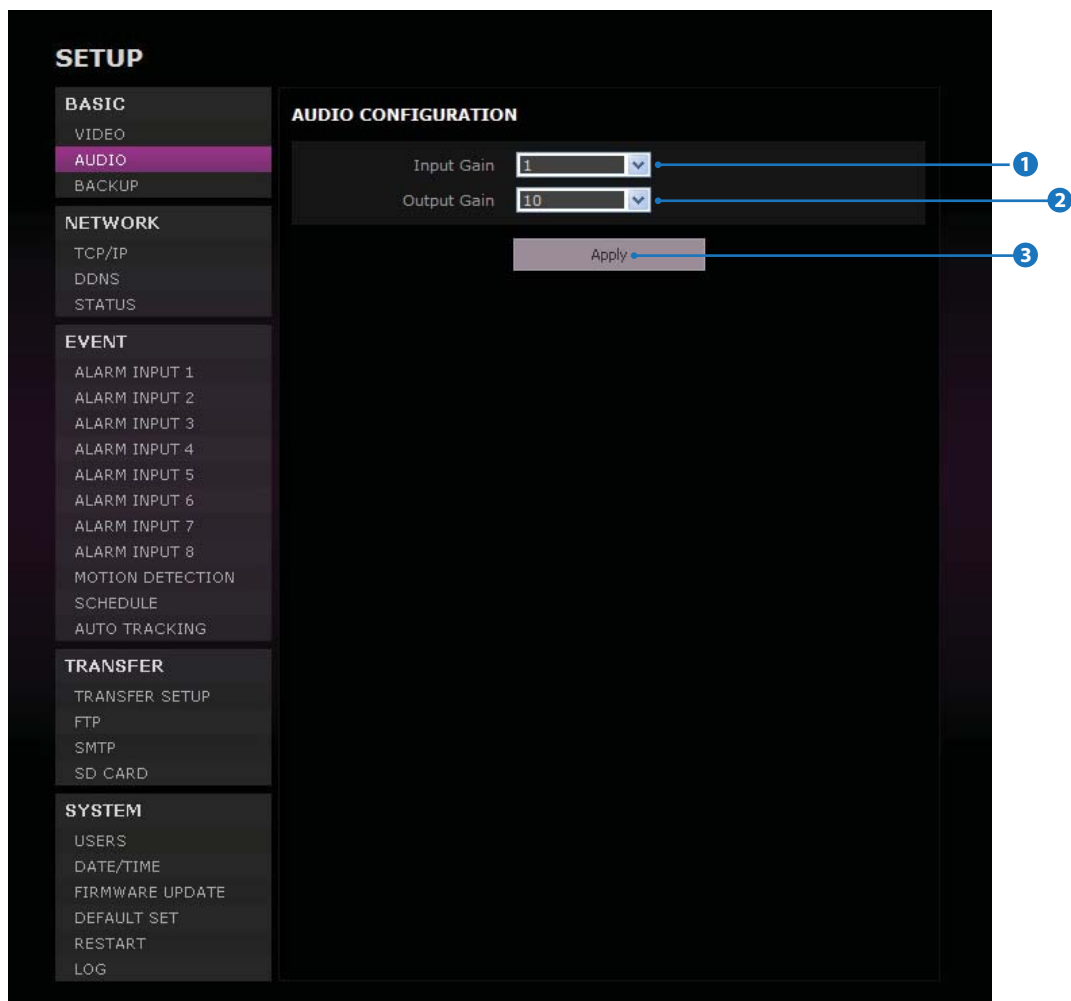 SETUP
BASIC
VIDEO
AUDIO
BACKUP
NETWORK
TCP/IP
DDNS
STATUS
EVENT
ALARM INPUT 1
ALARM INPUT 2
ALARM INPUT 3
ALARM INPUT 4
ALARM INPUT 5
ALARM INPUT 6
ALARM INPUT 7
ALARM INPUT 8
MOTION DETECTION
SCHEDULE
AUTO TRACKING
TRANSFER
TRANSFER SETUP
FTP
SMTP
SD CARD
SYSTEM
USERS
DATE/TIME
FIRMWARE UPDATE
DEFAULT SET
RESTART
LOG
AUDIO CONFIGURATION
Input Gain 1 1
Output Gain 10 2
Apply 3